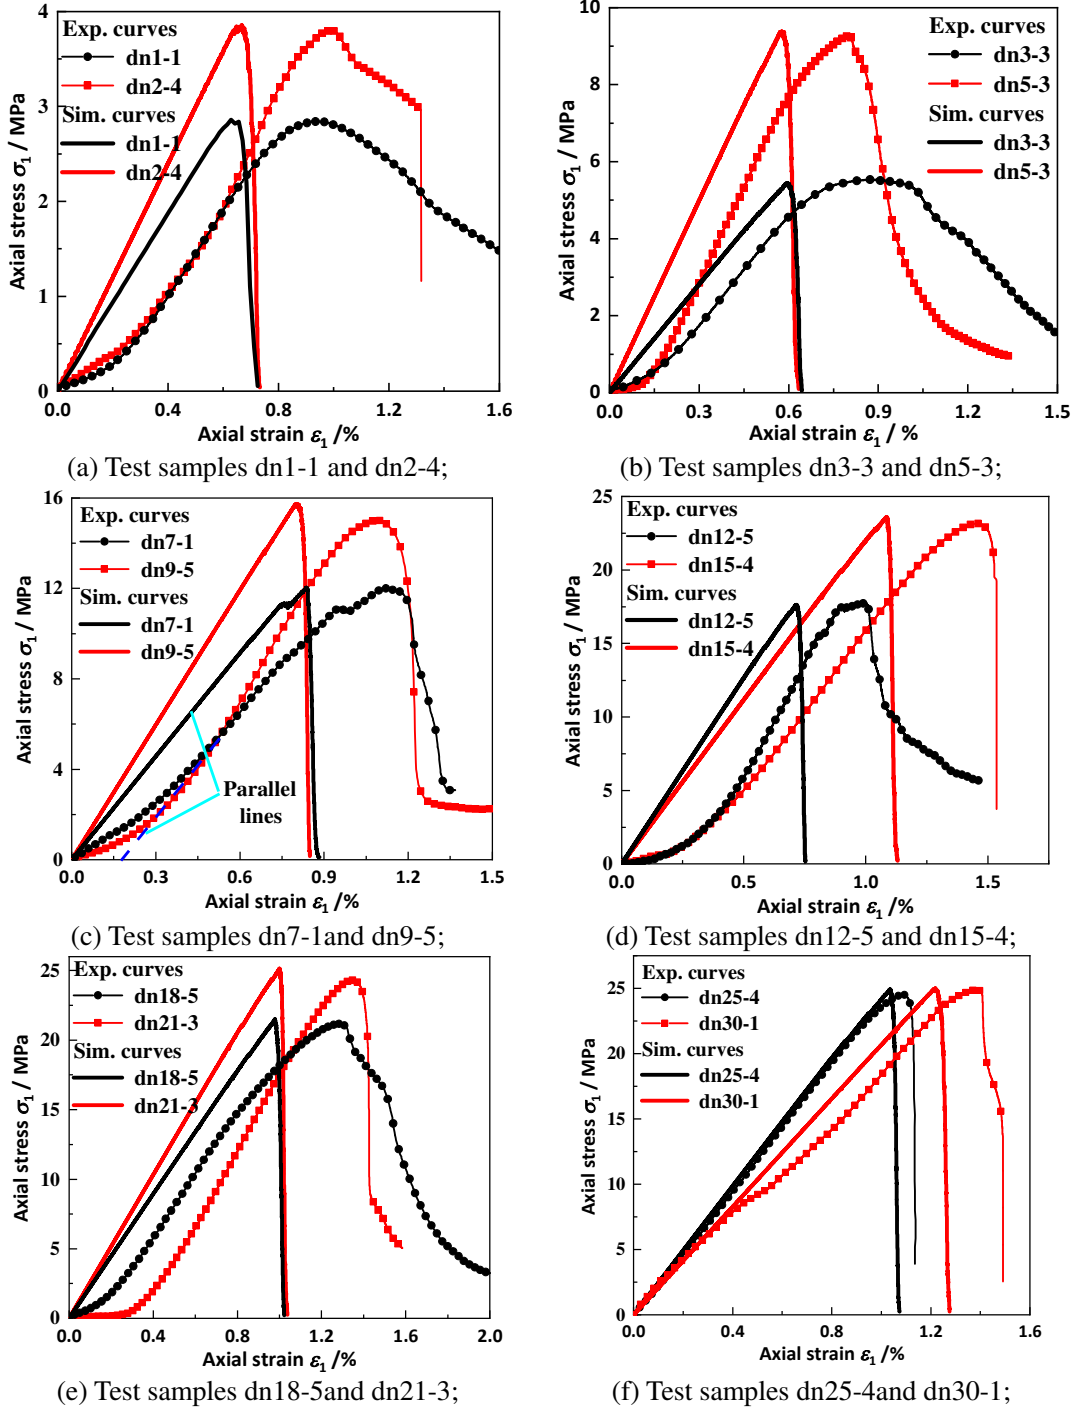 4
3
2
1
0
Axial stress σ1 / MPa
Exp. curves
dn1-1
dn2-4
Sim. curves
dn1-1
dn2-4
0.0 0.4 0.8 1.2 1.6
Axial strain ε1 /%
(a) Test samples dn1-1 and dn2-4;
10
8
6
4
2
0
Axial stress σ1 / MPa
Exp. curves
dn3-3
dn5-3
Sim. curves
dn3-3
dn5-3
0.0 0.3 0.6 0.9 1.2 1.5
Axial strain ε1 /%
(b) Test samples dn3-3 and dn5-3;
16
12
8
4
0
Axial stress σ1 / MPa
Exp. curves
dn7-1
dn9-5
Sim. curves
dn7-1
dn9-5
Parallel
lines
0.0 0.3 0.6 0.9 1.2 1.5
Axial strain ε1 /%
(c) Test samples dn7-1and dn9-5;
25
20
15
10
5
0
Axial stress σ1 / MPa
Exp. curves
dn12-5
dn15-4
Sim. curves
dn12-5
dn15-4
0.0 0.5 1.0 1.5
Axial strain ε1 /%
(d) Test samples dn12-5 and dn15-4;
25
20
15
10
5
0
Axial stress σ1 / MPa
Exp. curves
dn18-5
dn21-3
Sim. curves
dn18-5
dn21-3
0.0 0.4 0.8 1.2 1.6 2.0
Axial strain ε1 /%
(e) Test samples dn18-5and dn21-3;
25
20
15
10
5
0
Axial stress σ1 / MPa
Exp. curves
dn25-4
dn30-1
Sim. curves
dn25-4
dn30-1
0.0 0.4 0.8 1.2 1.6
Axial strain ε1 /%
(f) Test samples dn25-4and dn30-1;